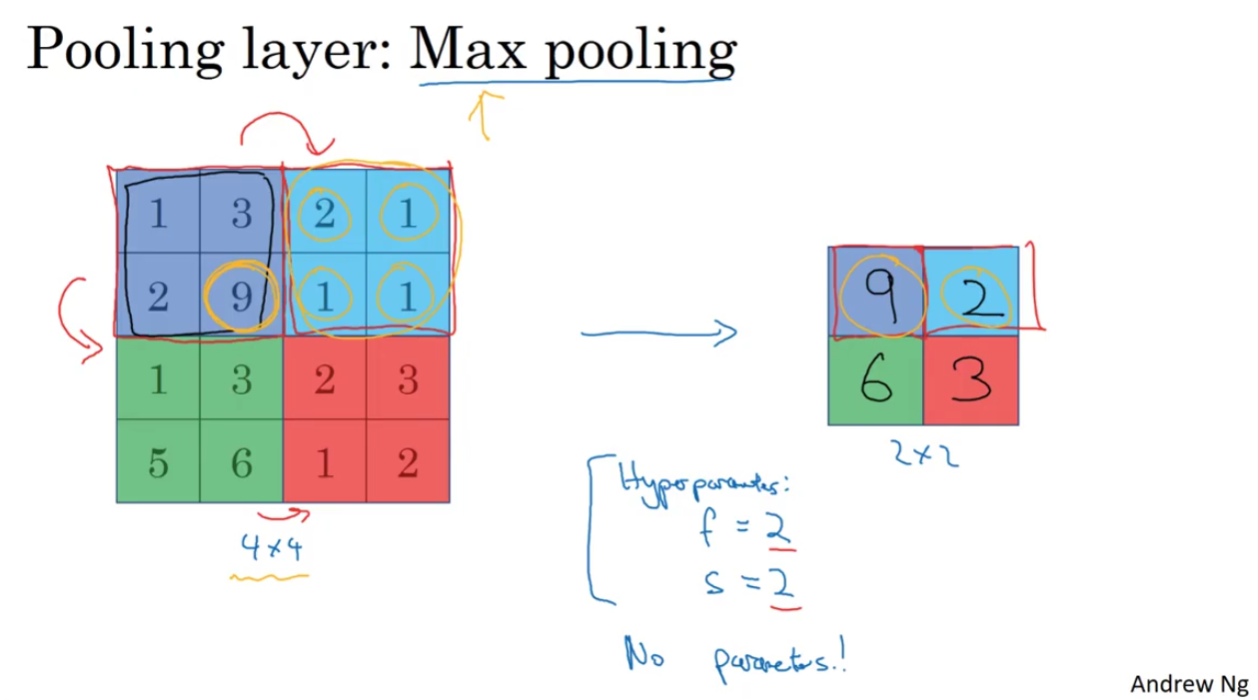 Pooling layer: Max pooling
1 3 2 1
2 9 1 1
1 3 2 3
5 6 1 2
4×4
9 2
6 3
2×2
Hyperparameters:
f = 2
s = 2
No parameters!
Andrew Ng